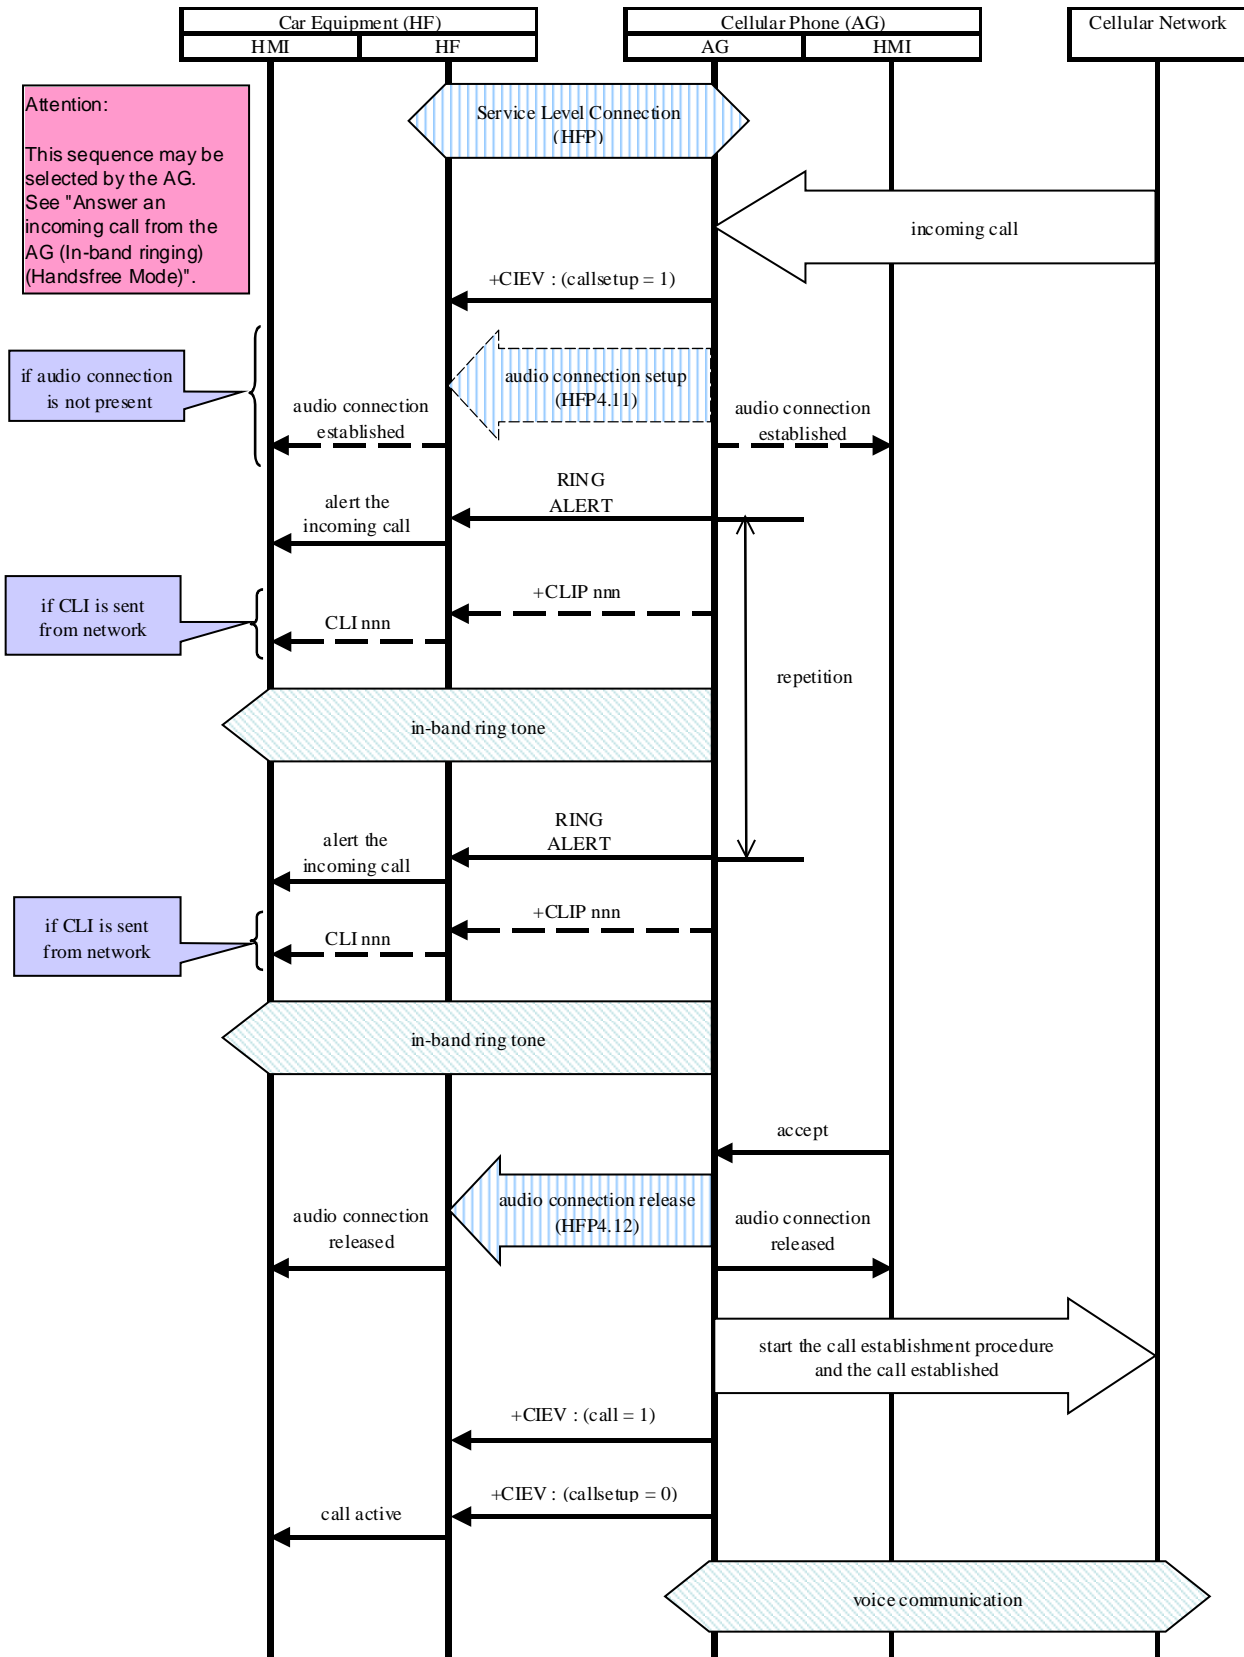 Car Equipment (HF)
Cellular Phone (AG)
Cellular Network
HMI
HF
AG
HMI
Attention:
This sequence may be
selected by the AG.
See "Answer an
incoming call from the
AG (In-band ringing)
(Handsfree Mode)".
Service Level Connection
(HFP)
incoming call
+CIEV : (callsetup = 1)
if audio connection
is not present
audio connection setup
(HFP4.11)
audio connection
established
audio connection
established
RING
ALERT
alert the
incoming call
if CLI is sent
from network
+CLIP nnn
CLI nnn
repetition
in-band ring tone
RING
ALERT
alert the
incoming call
if CLI is sent
from network
+CLIP nnn
CLI nnn
in-band ring tone
accept
audio connection release
(HFP4.12)
audio connection
released
audio connection
released
start the call establishment procedure
and the call established
+CIEV : (call = 1)
+CIEV : (callsetup = 0)
call active
voice communication